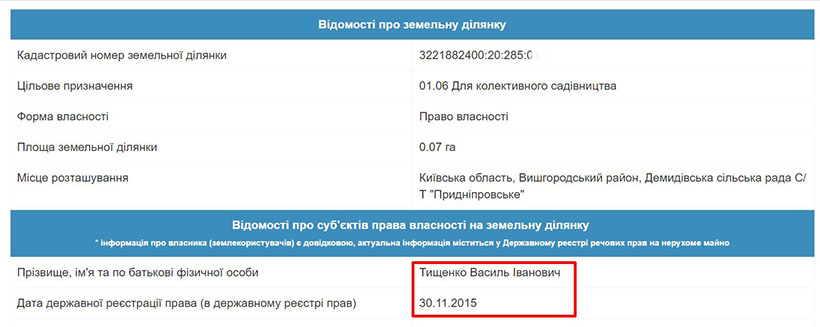 Відомості про земельну ділянку
Кадастровий номер земельної ділянки 3221882400:20:285:0
Цільове призначення 01.06 Для колективного садівництва
Форма власності Право власності
Площа земельної ділянки 0.07 га
Місце розташування Київська область, Вишгородський район, Демидівська сільська рада С/
Т "Придніпровське"
Відомості про суб'єктів права власності на земельну ділянку
* інформація про власника (землекористувачів) є довідковою, актуальна інформація міститься у Державному реєстрі речових прав на нерухоме майно
Прізвище, ім'я та по батькові фізичної особи Тищенко Василь Іванович
Дата державної реєстрації права (в державному реєстрі прав) 30.11.2015